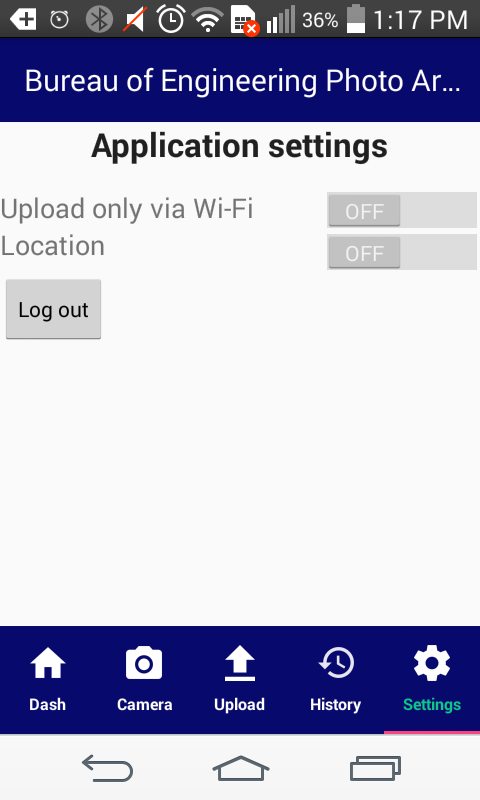 36% 1:17 PM
Bureau of Engineering Photo Ar...
Application settings
Upload only via Wi-Fi OFF
Location OFF
Log out
Dash Camera Upload History Settings